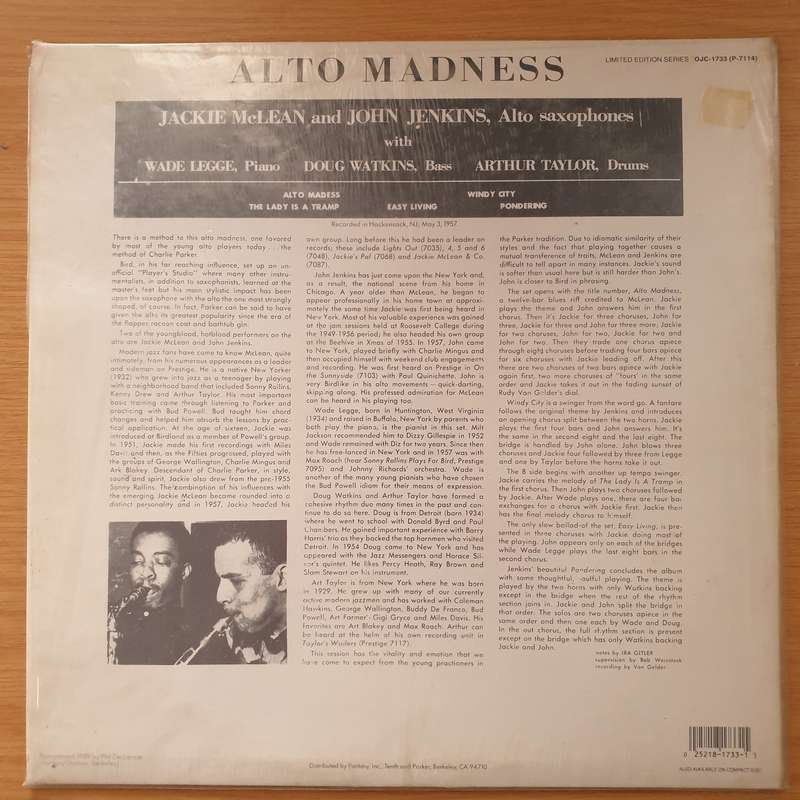 ALTO MADNESS
LIMITED EDITION SERIES OJC-1733 (P-7114)
JACKIE McLEAN and JOHN JENKINS, Alto saxophones
with
WADE LEGGE, Piano DOUG WATKINS, Bass ARTHUR TAYLOR, Drums
ALTO MADESS WINDY CITY
THE LADY IS A TRAMP EASY LIVING PONDERING
Recorded in Hackensack, NJ, May 3, 1957
There is a method to this alto madness, one favored
by most of the young alto players today . . . the
method of Charlie Parker.
Bird, in his far reaching influence, set up an un-
official "Player's Studio" where many other instru-
mentalists, in addition to saxophonists, learned at the
master's feet but his main stylistic impact has been
upon the saxophone with the alto the one most strongly
shaped, of course. In fact, Parker can be said to have
given the alto its greatest popularity since the era of
the flapper, racoon coat and bathtub gin.
Two of the youngblood, hotblood performers on the
alto are Jackie McLean and John Jenkins.
Modern jazz fans have come to know McLean, quite
intimately, from his numerous appearances as a leader
and sideman on Prestige. He is a native New Yorker
(1932) who grew into jazz as a teenager by playing
with a neighborhood band that included Sonny Rollins,
Kenny Drew and Arthur Taylor. His most important
basic training came through listening to Parker and
practicing with Bud Powell. Bud taught him chord
changes and helped him absorb the lessons by prac-
tical application. At the age of sixteen, Jackie was
introduced at Birdland as a member of Powell's group.
In 1951, Jackie made his first recordings with Miles
Davis and then, as the Fifties progressed, played with
the groups of George Wallington, Charlie Mingus and
Art Blakey. Descendant of Charlie Parker, in style,
sound and spirit, Jackie also drew from the pre-1955
Sonny Rollins. The combination of his influences with
the emerging Jackie McLean became rounded into a
distinct personality and in 1957, Jackie headed his
own group. Long before this he had been a leader on
records; these include Lights Out (7035), 4, 5 and 6
(7048), Jackie's Pal (7068) and Jackie McLean & Co.
(7087).
John Jenkins has just come upon the New York and,
as a result, the national scene from his home in
Chicago. A year older than McLean, he began to
appear professionally in his home town at approxi-
mately the same time Jackie was first being heard in
New York. Most of his valuable experience was gained
at the jam sessions held at Roosevelt College during
the 1949-1956 period; he also headed his own group
at the Beehive in Xmas of 1955. In 1957, John came
to New York, played briefly with Charlie Mingus and
then occupied himself with weekend club engagements
and recording. He was first heard on Prestige in On
the Sunnyside (7103) with Paul Quinichette. John is
very Birdlike in his alto movements — quick-darting,
skipping along. His professed admiration for McLean
can be heard in his playing too.
Wade Legge, born in Huntington, West Virginia
(1934) and raised in Buffalo, New York by parents who
both play the piano, is the pianist in this set. Milt
Jackson recommended him to Dizzy Gillespie in 1952
and Wade remained with Diz for two years. Since then
he has free-lanced in New York and in 1957 was with
Max Roach (hear Sonny Rollins Plays For Bird, Prestige
7095) and Johnny Richards' orchestra. Wade is
another of the many young pianists who have chosen
the Bud Powell idiom for their means of expression.
Doug Watkins and Arthur Taylor have formed a
cohesive rhythm duo many times in the past and con-
tinue to do so here. Doug is from Detroit (born 1934)
where he went to school with Donald Byrd and Paul
Chambers. He gained important experience with Barry
Harris' trio as they backed the top hornmen who visited
Detroit. In 1954 Doug came to New York and has
appeared with the Jazz Messengers and Horace Sil-
ver's quintet. He likes Percy Heath, Ray Brown and
Slam Stewart on his instrument.
Art Taylor is from New York where he was born
in 1929. He grew up with many of our currently
active modern jazzmen and has worked with Coleman
Hawkins, George Wallington, Buddy De Franco, Bud
Powell, Art Farmer - Gigi Gryce and Miles Davis. His
favorites are Art Blakey and Max Roach. Arthur can
be heard at the helm of his own recording unit in
Taylor's Wailers (Prestige 7117).
This session has the vitality and emotion that we
have come to expect from the young practioners in
the Parker tradition. Due to idiomatic similarity of their
styles and the fact that playing together causes a
mutual transference of traits, McLean and Jenkins are
difficult to tell apart in many instances. Jackie's sound
is softer than usual here but is still harder than John's.
John is closer to Bird in phrasing.
The set opens with the title number, Alto Madness,
a twelve-bar blues riff credited to McLean. Jackie
plays the theme and John answers him in the first
chorus. Then it's Jackie for three choruses, John for
three, Jackie for three and John for three more; Jackie
for two choruses, John for two, Jackie for two and
John for two. Then they trade one chorus apiece
through eight choruses before trading four bars apiece
for six choruses with Jackie leading off. After this
there are two choruses of two bars apiece with Jackie
again first, two more choruses of "fours" in the same
order and Jackie takes it out in the fading sunset of
Rudy Van Gelder's dial.
Windy City is a swinger from the word go. A fanfare
follows the original theme by Jenkins and introduces
an opening chorus split between the two horns. Jackie
plays the first four bars and John answers him. It's
the same in the second eight and the last eight. The
bridge is handled by John alone. John blows three
choruses and Jackie four followed by three from Legge
and one by Taylor before the horns take it out.
The B side begins with another up tempo swinger.
Jackie carries the melody of The Lady Is A Tramp in
the first chorus. Then John plays two choruses followed
by Jackie. After Wade plays one, there are four bar
exchanges for a chorus with Jackie first. Jackie then
has the final melody chorus to himself.
The only slow ballad of the set, Easy Living, is pre-
sented in three choruses with Jackie doing most of
the playing. John appears only on each of the bridges
while Wade Legge plays the last eight bars in the
second chorus.
Jenkins' beautiful Pondering concludes the album
with some thoughtful, soulful playing. The theme is
played by the two horns with only Watkins backing
except in the bridge when the rest of the rhythm
section joins in. Jackie and John split the bridge in
that order. The solos are two choruses apiece in the
same order and then one each by Wade and Doug.
In the out chorus, the full rhythm section is present
except on the bridge which has only Watkins backing
Jackie and John.
notes by IRA GITLER
supervision by Bob Weinstock
recording by Van Gelder
Remastered 1989 by Phil De Lancie
(Fantasy Studios, Berkeley)
Distributed by Fantasy, Inc., Tenth and Parker, Berkeley, CA 94710
0 25218-1733-1 1
ALSO AVAILABLE ON COMPACT DISC